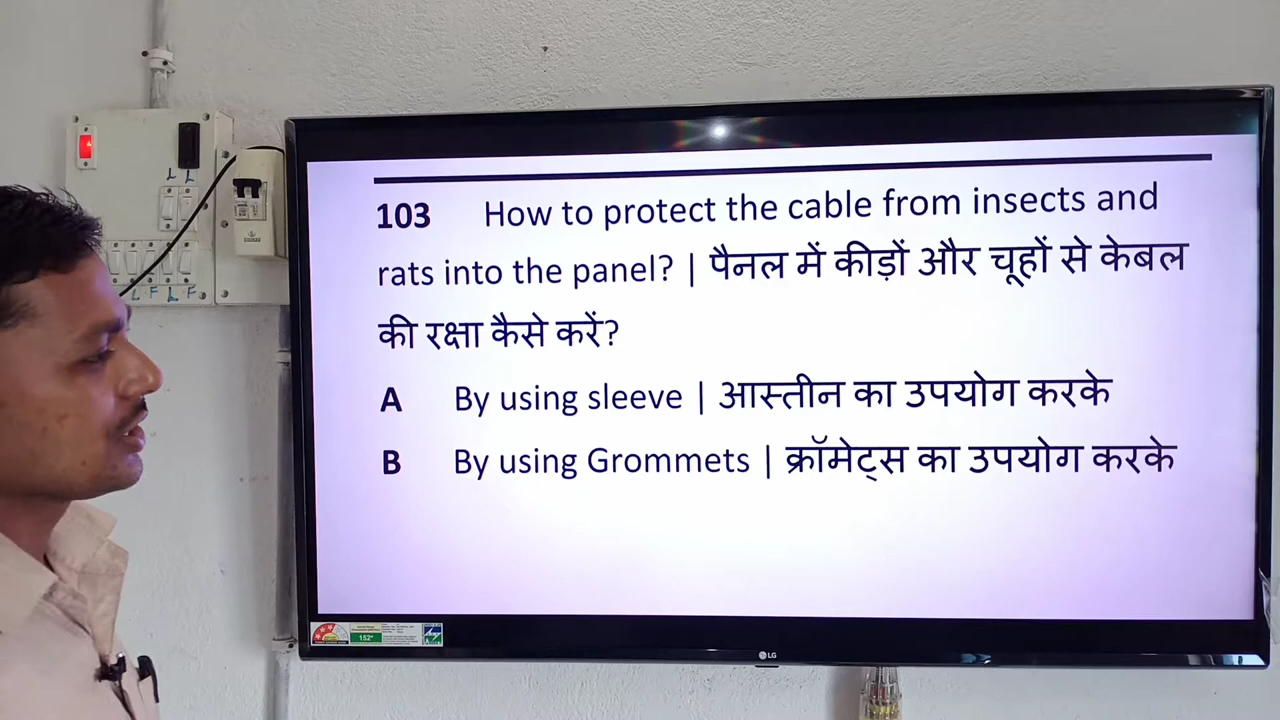 103 How to protect the cable from insects and
rats into the panel? | पैनल में कीड़ों और चूहों से केबल
की रक्षा कैसे करें?
A By using sleeve | आस्तीन का उपयोग करके
B By using Grommets | क्रॉमेट्स का उपयोग करके
L L
L F L F
152*
LG